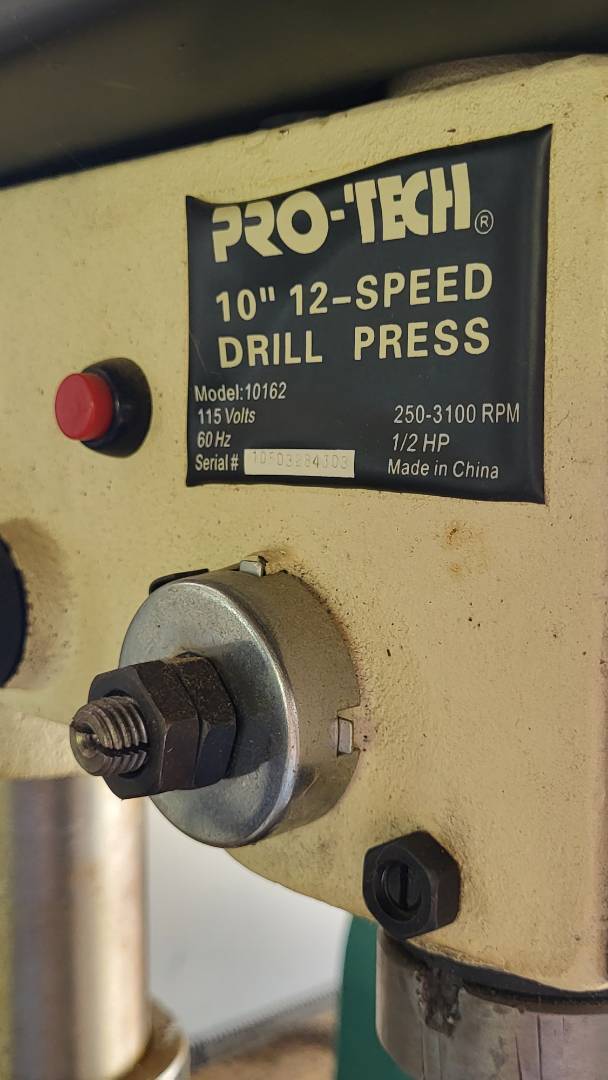 PRO-TECH®
10" 12-SPEED
DRILL PRESS
Model:10162
115 Volts 250-3100 RPM
60 Hz 1/2 HP
Serial# Made in China